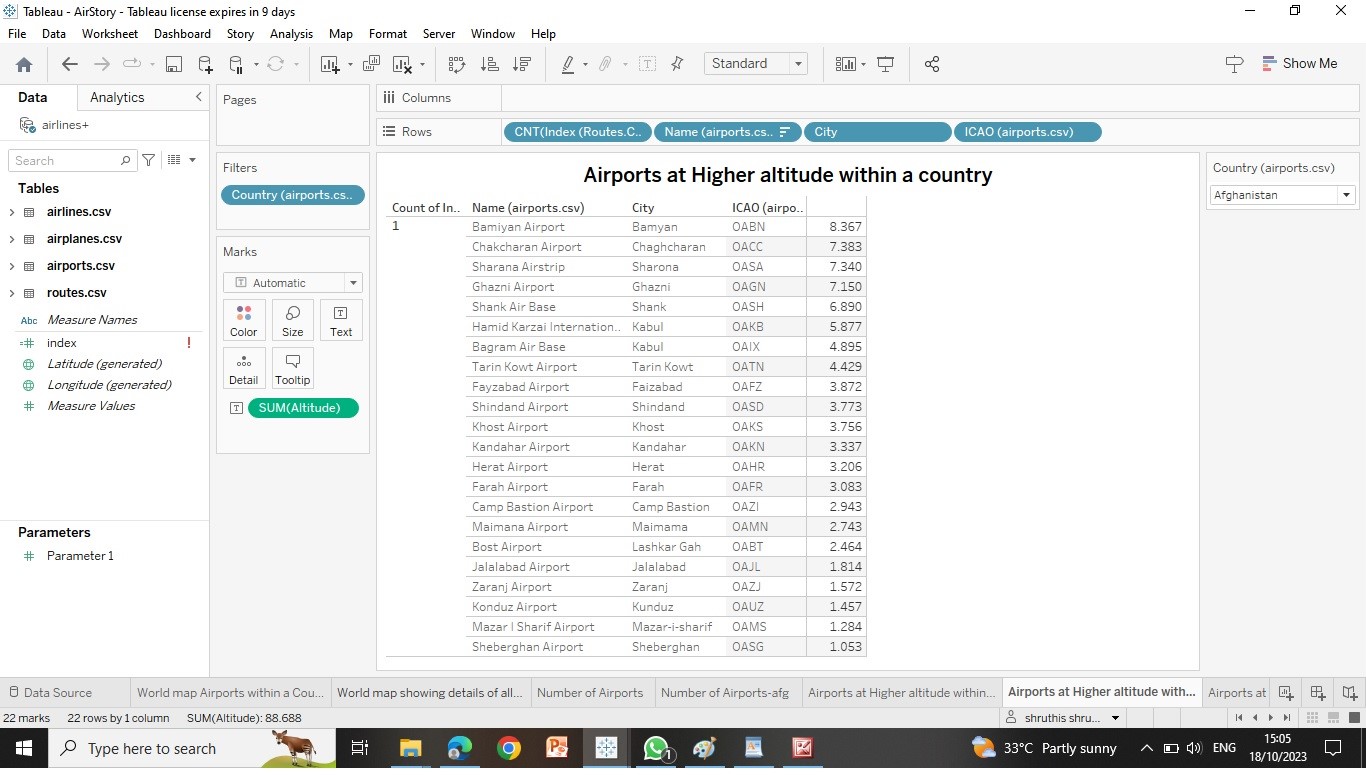 Tableau - AirStory - Tableau license expires in 9 days
File Data Worksheet Dashboard Story Analysis Map Format Server Window Help
Standard
Show Me
Data Analytics
airlines+
Search
Tables
airlines.csv
airplanes.csv
airports.csv
routes.csv
Abc Measure Names
index !
Latitude (generated)
Longitude (generated)
Measure Values
Parameters
Parameter 1
Pages
Filters
Country (airports.cs..
Marks
Automatic
Color Size Text
Detail Tooltip
SUM(Altitude)
Columns
Rows CNT(Index (Routes.C.. Name (airports.cs.. City ICAO (airports.csv)
Airports at Higher altitude within a country
Count of In.. Name (airports.csv) City ICAO (airpo..
1 Bamiyan Airport Bamyan OABN 8.367
Chakcharan Airport Chaghcharan OACC 7.383
Sharana Airstrip Sharona OASA 7.340
Ghazni Airport Ghazni OAGN 7.150
Shank Air Base Shank OASH 6.890
Hamid Karzai Internation.. Kabul OAKB 5.877
Bagram Air Base Kabul OAIX 4.895
Tarin Kowt Airport Tarin Kowt OATN 4.429
Fayzabad Airport Faizabad OAFZ 3.872
Shindand Airport Shindand OASD 3.773
Khost Airport Khost OAKS 3.756
Kandahar Airport Kandahar OAKN 3.337
Herat Airport Herat OAHR 3.206
Farah Airport Farah OAFR 3.083
Camp Bastion Airport Camp Bastion OAZI 2.943
Maimana Airport Maimama OAMN 2.743
Bost Airport Lashkar Gah OABT 2.464
Jalalabad Airport Jalalabad OAJL 1.814
Zaranj Airport Zaranj OAZJ 1.572
Konduz Airport Kunduz OAUZ 1.457
Mazar I Sharif Airport Mazar-i-sharif OAMS 1.284
Sheberghan Airport Sheberghan OASG 1.053
Country (airports.csv)
Afghanistan
Data Source World map Airports within a Cou... World map showing details of all... Number of Airports Number of Airports-afg Airports at Higher altitude within... Airports at Higher altitude with... Airports at
22 marks 22 rows by 1 column SUM(Altitude): 88.688 shruthis shru...
Type here to search
1
33°C Partly sunny ENG 15:05
18/10/2023